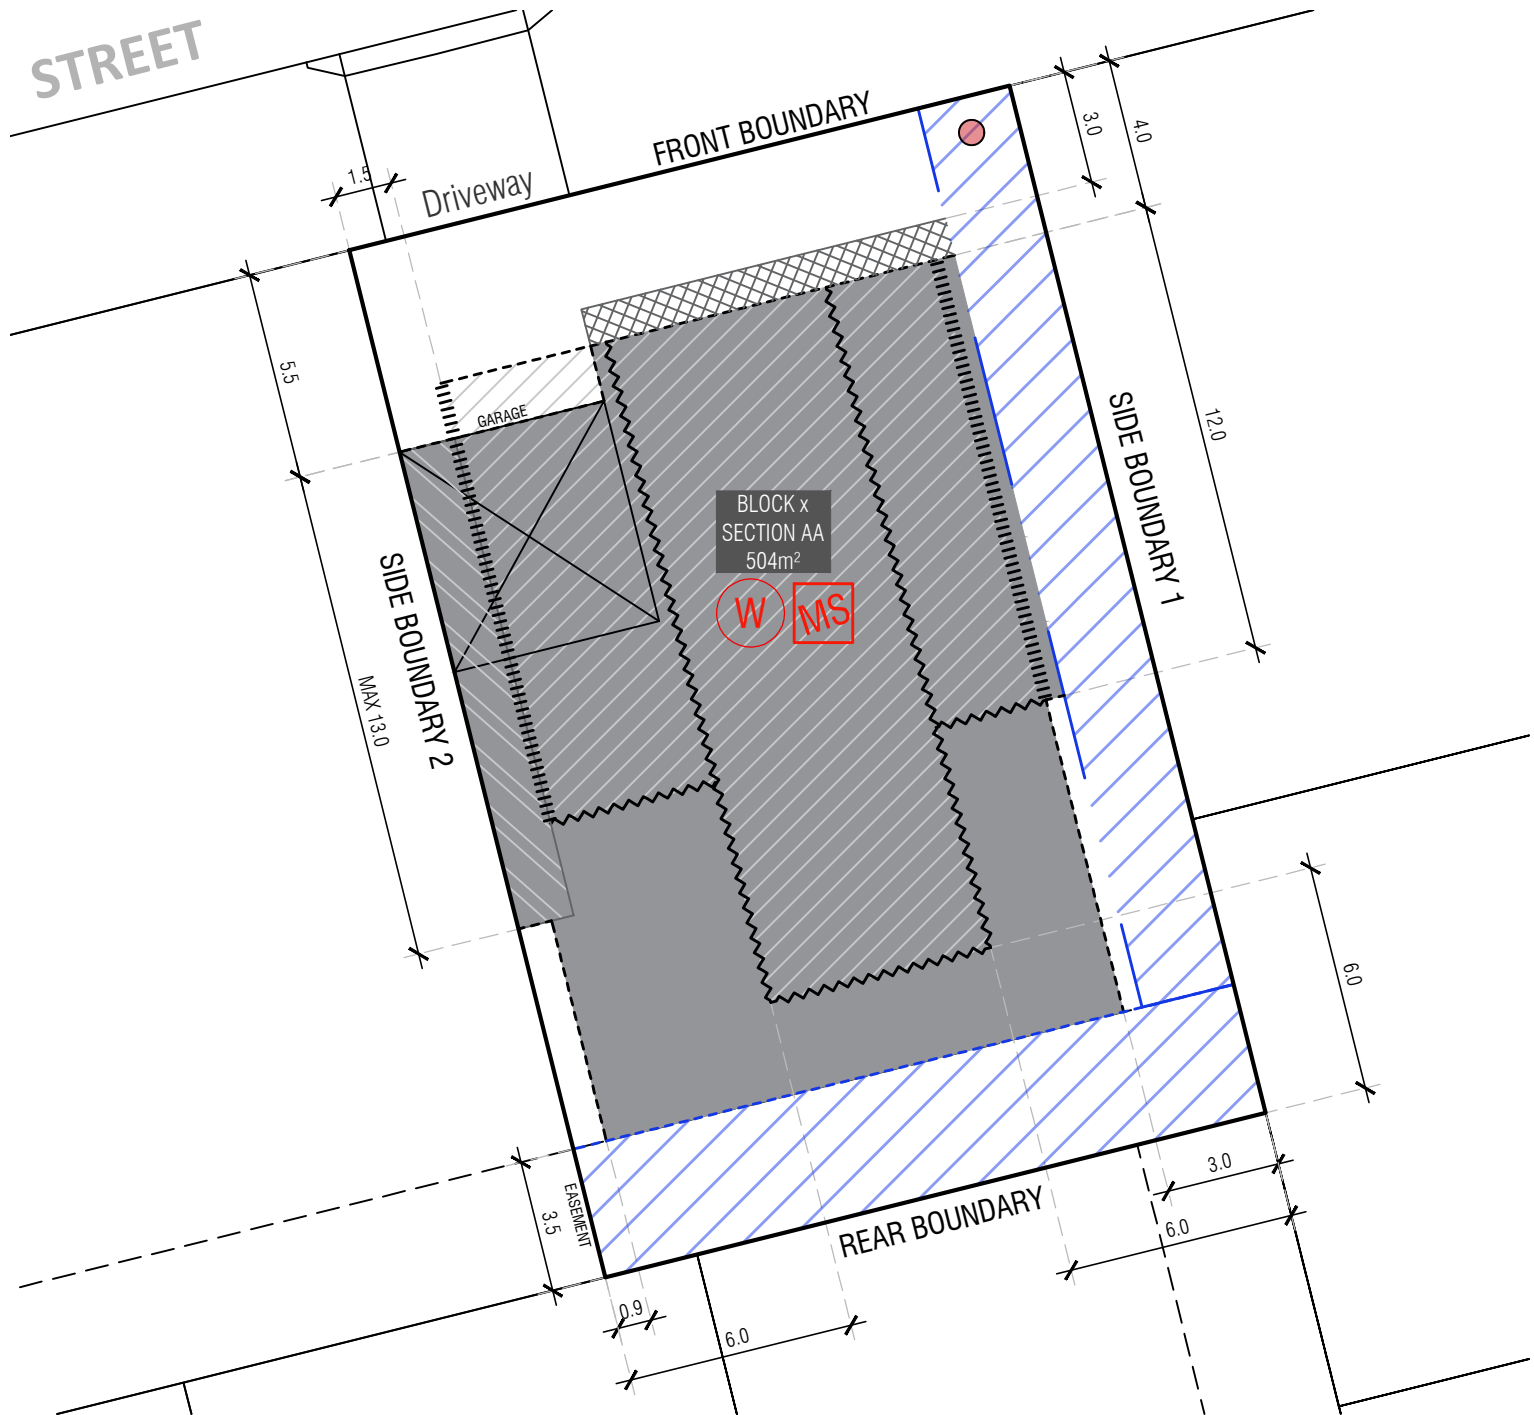 STREET
FRONT BOUNDARY
Driveway
1.5
3.0
4.0
5.5
GARAGE
12.0
SIDE BOUNDARY 1
BLOCK x
SECTION AA
504m²
W
MS
SIDE BOUNDARY 2
MAX 13.0
6.0
EASEMENT
3.5
REAR BOUNDARY
3.0
6.0
0.9
6.0